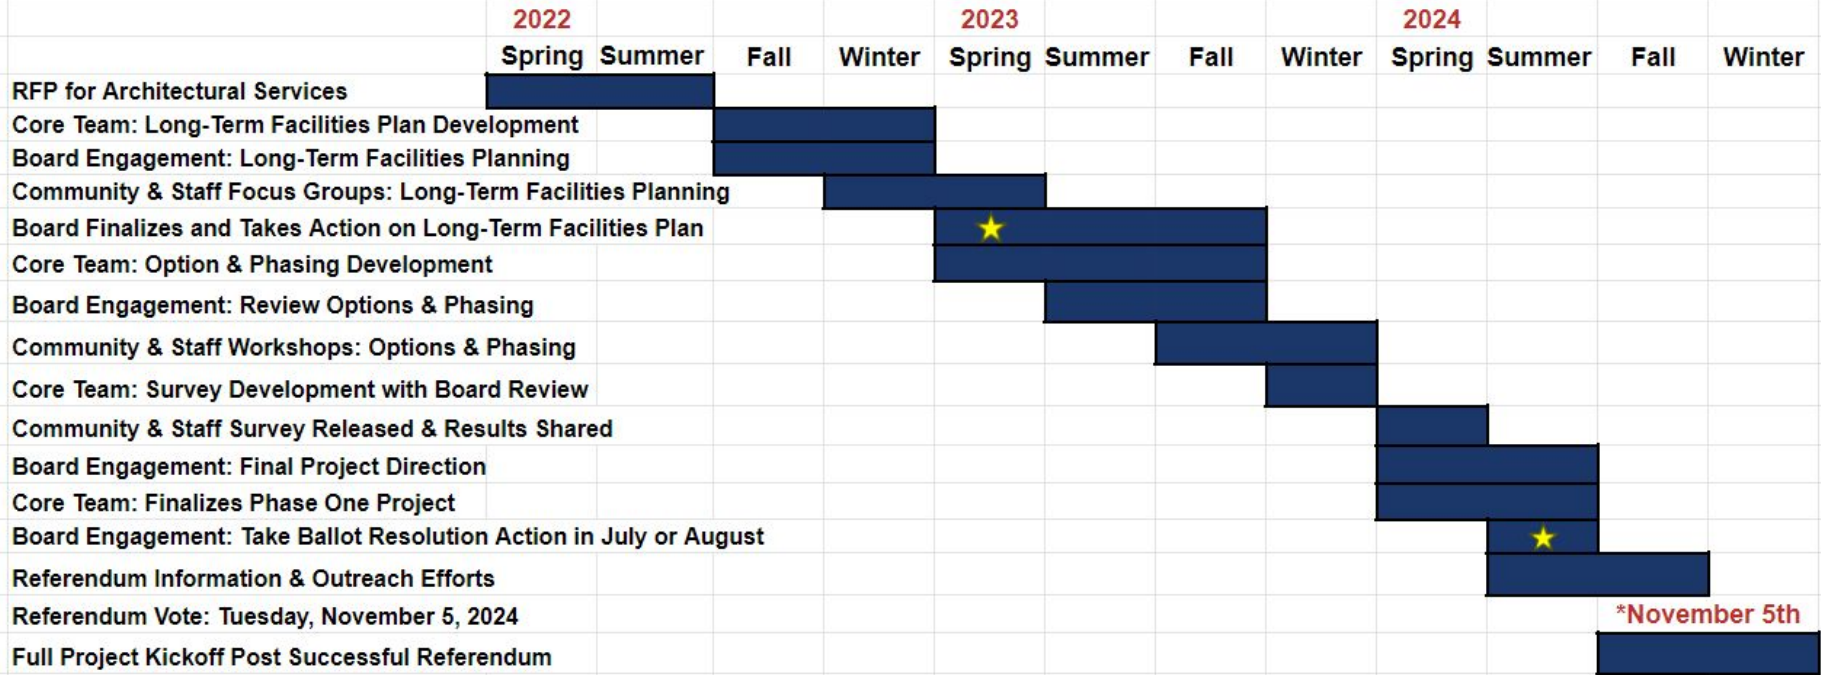 2022 2023 2024
Spring Summer Fall Winter Spring Summer Fall Winter Spring Summer Fall Winter
RFP for Architectural Services
Core Team: Long-Term Facilities Plan Development
Board Engagement: Long-Term Facilities Planning
Community & Staff Focus Groups: Long-Term Facilities Planning
Board Finalizes and Takes Action on Long-Term Facilities Plan
Core Team: Option & Phasing Development
Board Engagement: Review Options & Phasing
Community & Staff Workshops: Options & Phasing
Core Team: Survey Development with Board Review
Community & Staff Survey Released & Results Shared
Board Engagement: Final Project Direction
Core Team: Finalizes Phase One Project
Board Engagement: Take Ballot Resolution Action in July or August
Referendum Information & Outreach Efforts
Referendum Vote: Tuesday, November 5, 2024 *November 5th
Full Project Kickoff Post Successful Referendum